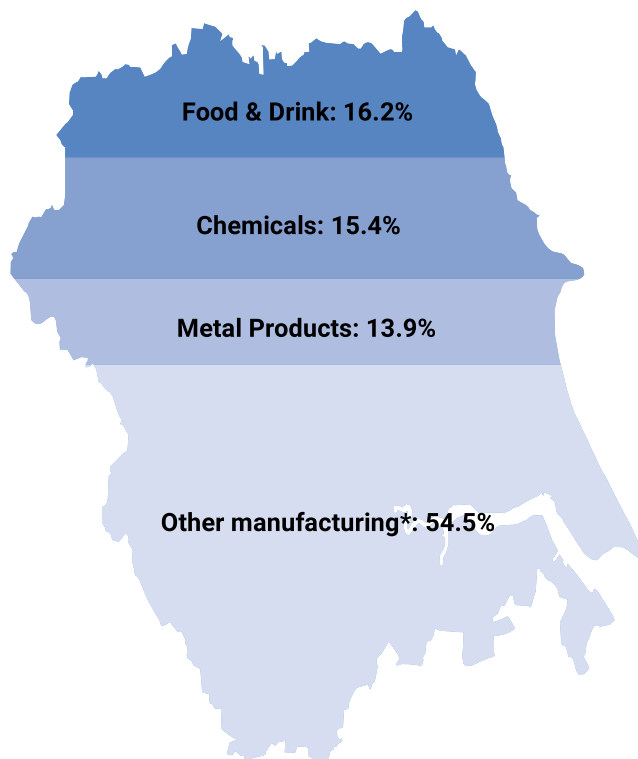 Food & Drink: 16.2%
Chemicals: 15.4%
Metal Products: 13.9%
Other manufacturing*: 54.5%